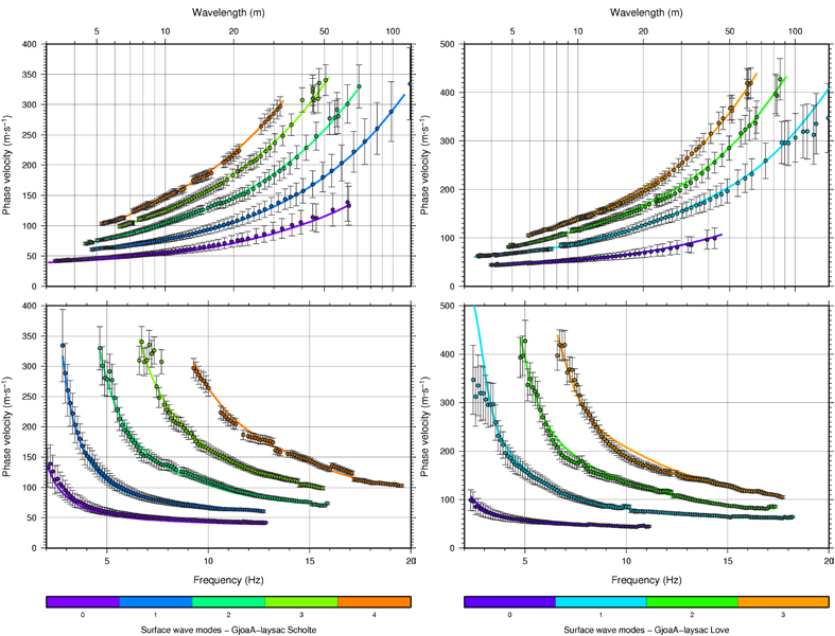 Wavelength (m) Wavelength (m)
5 10 20 50 100 5 10 20 50 100
400 500
350
300 400
250 300
200
150 200
100 100
50
0 0
Phase velocity (m·s⁻¹) Phase velocity (m·s⁻¹)
400 500
350
300 400
250 300
200
150 200
100 100
50
0 0
Phase velocity (m·s⁻¹) Phase velocity (m·s⁻¹)
5 10 15 20 5 10 15 20
Frequency (Hz) Frequency (Hz)
0 1 2 3 4 0 1 2 3
Surface wave modes – GjoaA–laysac Scholte Surface wave modes – GjoaA–laysac Love